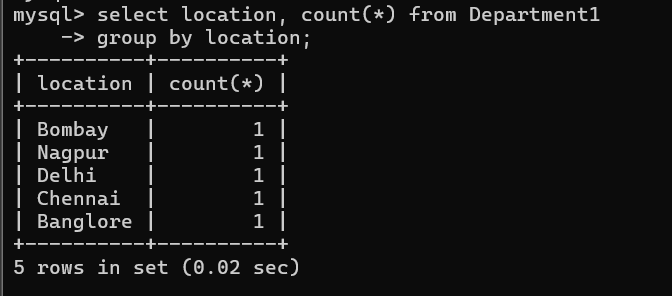 mysql> select location, count(*) from Department1
    -> group by location;
+----------+----------+
| location | count(*) |
+----------+----------+
| Bombay   |        1 |
| Nagpur   |        1 |
| Delhi    |        1 |
| Chennai  |        1 |
| Banglore |        1 |
+----------+----------+
5 rows in set (0.02 sec)